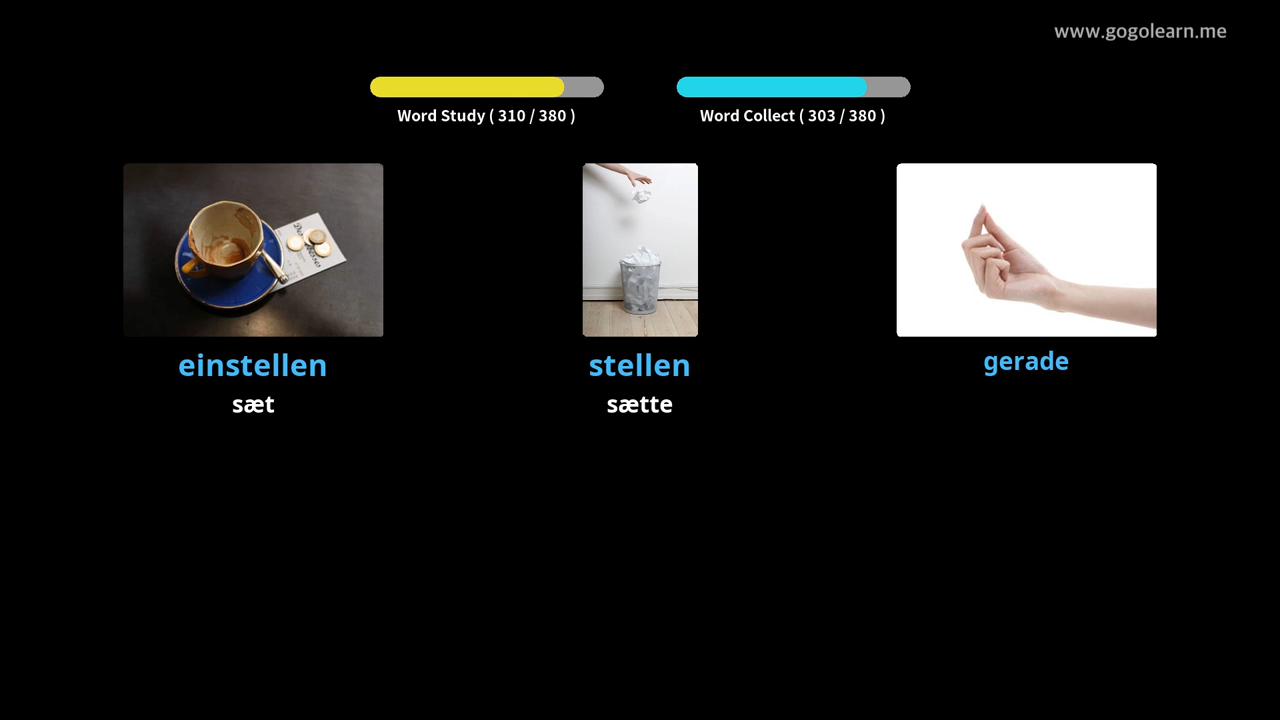 www.gogolearn.me
Word Study ( 310 / 380 )
Word Collect ( 303 / 380 )
einstellen
sæt
stellen
sætte
gerade